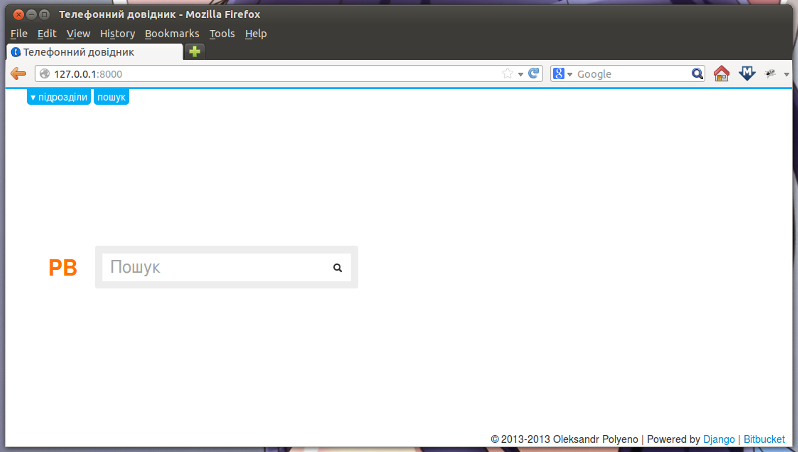 Телефонний довідник - Mozilla Firefox
File Edit View History Bookmarks Tools Help
Телефонний довідник
127.0.0.1:8000
Google
▾ підрозділи пошук
PB Пошук
© 2013-2013 Oleksandr Polyeno | Powered by Django | Bitbucket